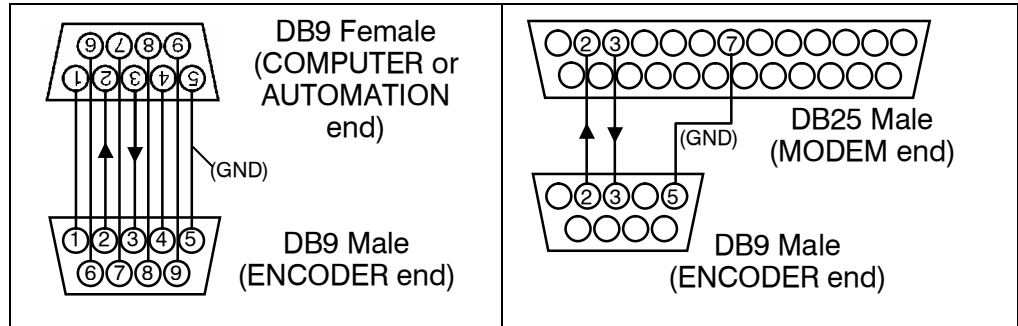 6 7 8 9
1 2 3 4 5
DB9 Female
(COMPUTER or
AUTOMATION
end)
(GND)
1 2 3 4 5
6 7 8 9
DB9 Male
(ENCODER end)
2 3 7
DB25 Male
(MODEM end)
(GND)
2 3 5
DB9 Male
(ENCODER end)